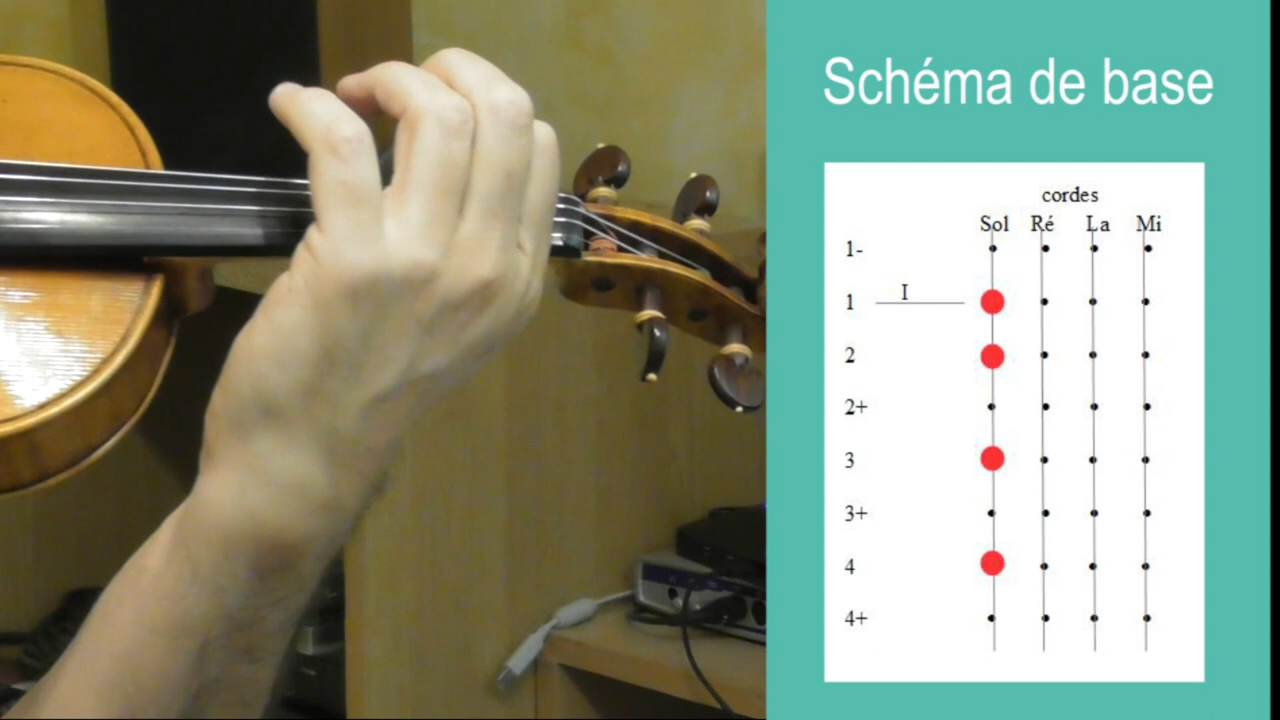 Schéma de base
cordes
Sol Ré La Mi
1-
1 I
2
2+
3
3+
4
4+